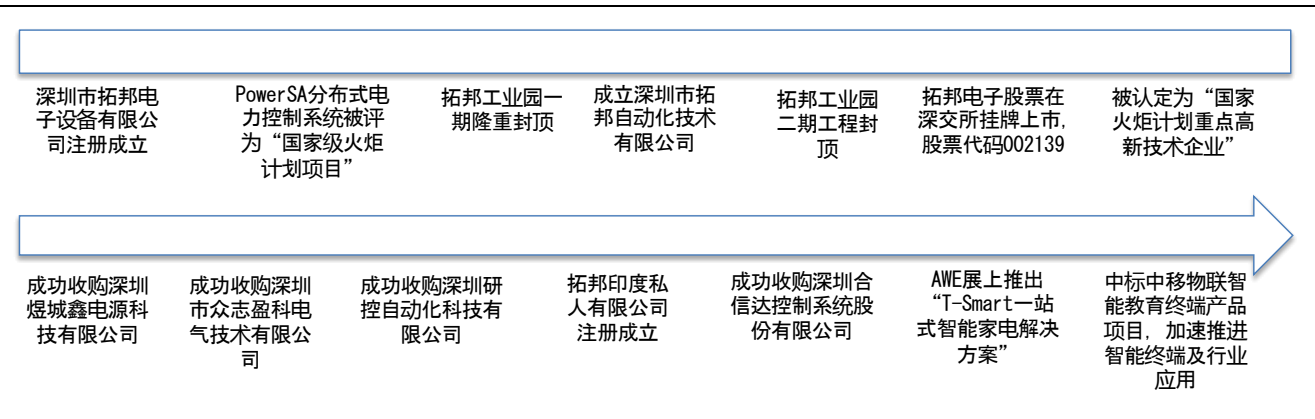 深圳市拓邦电
子设备有限公
司注册成立
PowerSA分布式电
力控制系统被评
为“国家级火炬
计划项目”
拓邦工业园一
期隆重封顶
成立深圳市拓
邦自动化技术
有限公司
拓邦工业园
二期工程封
顶
拓邦电子股票在
深交所挂牌上市，
股票代码002139
被认定为“国家
火炬计划重点高
新技术企业”
成功收购深圳
煜城鑫电源科
技有限公司
成功收购深圳
市众志盈科电
气技术有限公
司
成功收购深圳研
控自动化科技有
限公司
拓邦印度私
人有限公司
注册成立
成功收购深圳合
信达控制系统股
份有限公司
AWE展上推出
“T-Smart一站
式智能家电解决
方案”
中标中移物联智
能教育终端产品
项目，加速推进
智能终端及行业
应用